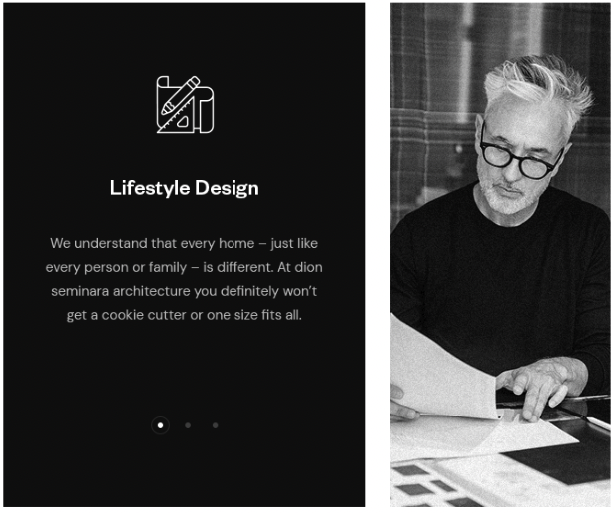 Lifestyle Design
We understand that every home – just like
every person or family – is different. At dion
seminara architecture you definitely won't
get a cookie cutter or one size fits all.